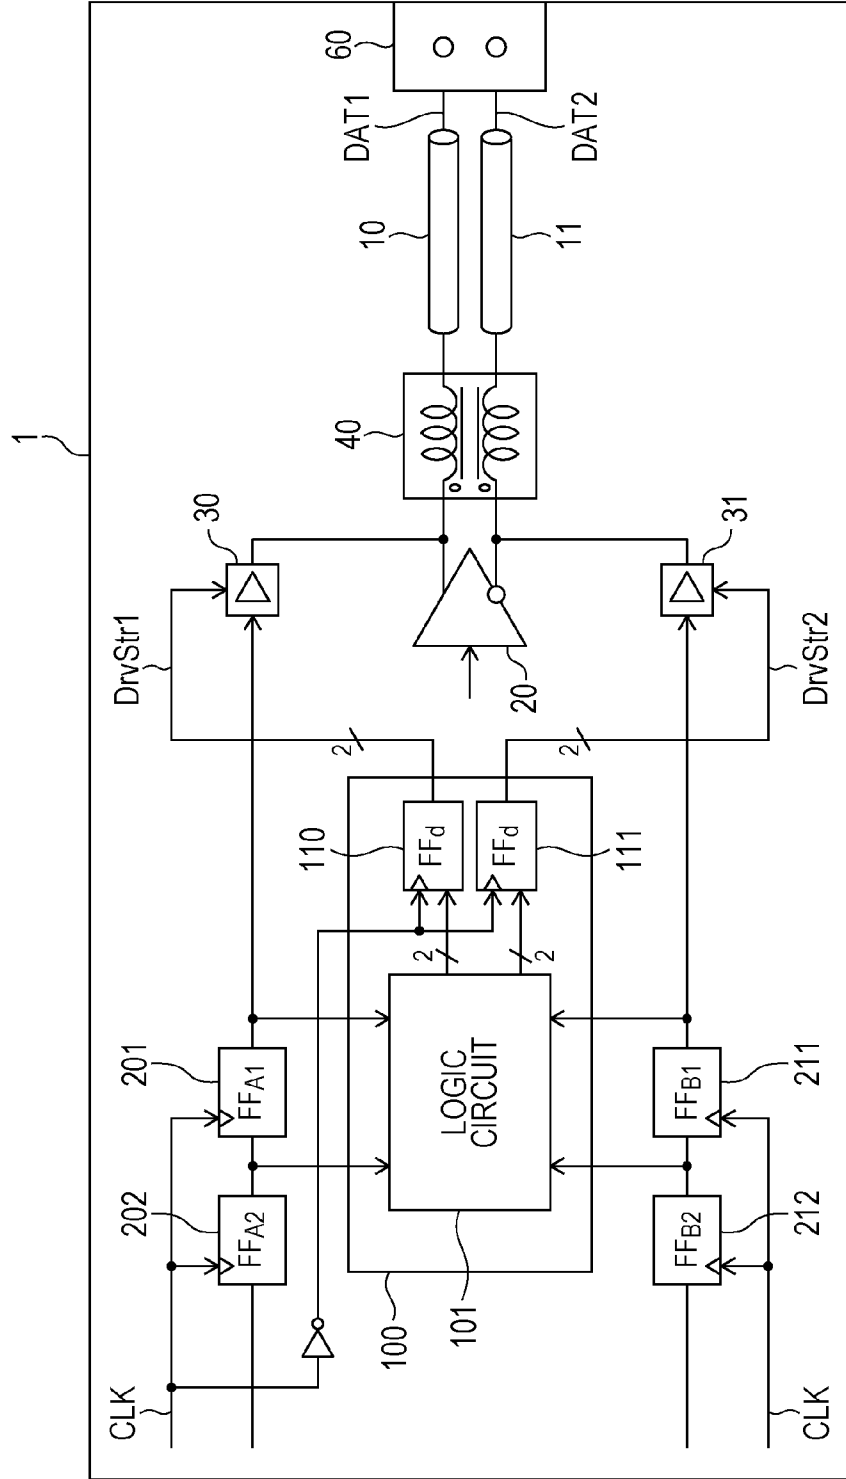 1
CLK
202
FFA2
201
FFA1
DrvStr1
30
2
100
101
LOGIC
CIRCUIT
2
2
110
FFd
FFd
111
20
40
10
11
DAT1
DAT2
60
2
31
DrvStr2
FFB2
212
FFB1
211
CLK